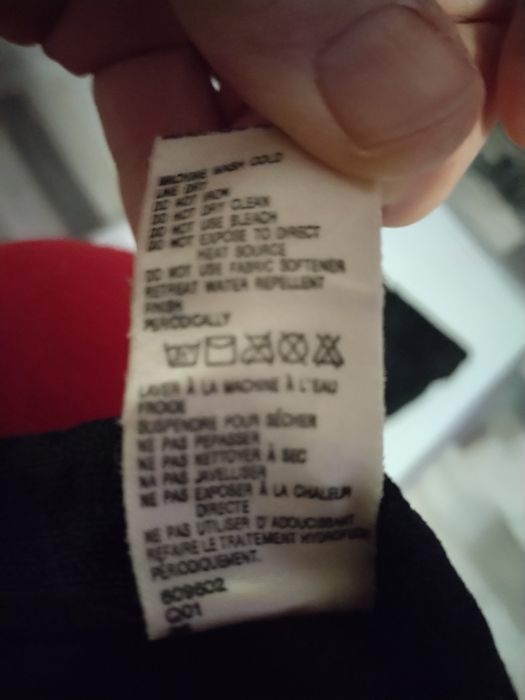 MACHINE WASH COLD
LINE DRY
DO NOT IRON
DO NOT DRY CLEAN
DO NOT USE BLEACH
DO NOT EXPOSE TO DIRECT
HEAT SOURCE
DO NOT USE FABRIC SOFTENER
RETREAT WATER REPELLENT
FINISH
PERIODICALLY
LAVER À LA MACHINE À L'EAU
FROIDE
SUSPENDRE POUR SÉCHER
NE PAS REPASSER
NE PAS NETTOYER À SEC
NA PAS JAVELLISER
NE PAS EXPOSER À LA CHALEUR
DIRECTE
NE PAS UTILISER D'ADOUCISSANT
REFAIRE LE TRAITEMENT HYDROFUGE
PÉRIODIQUEMENT.
609602
Q01